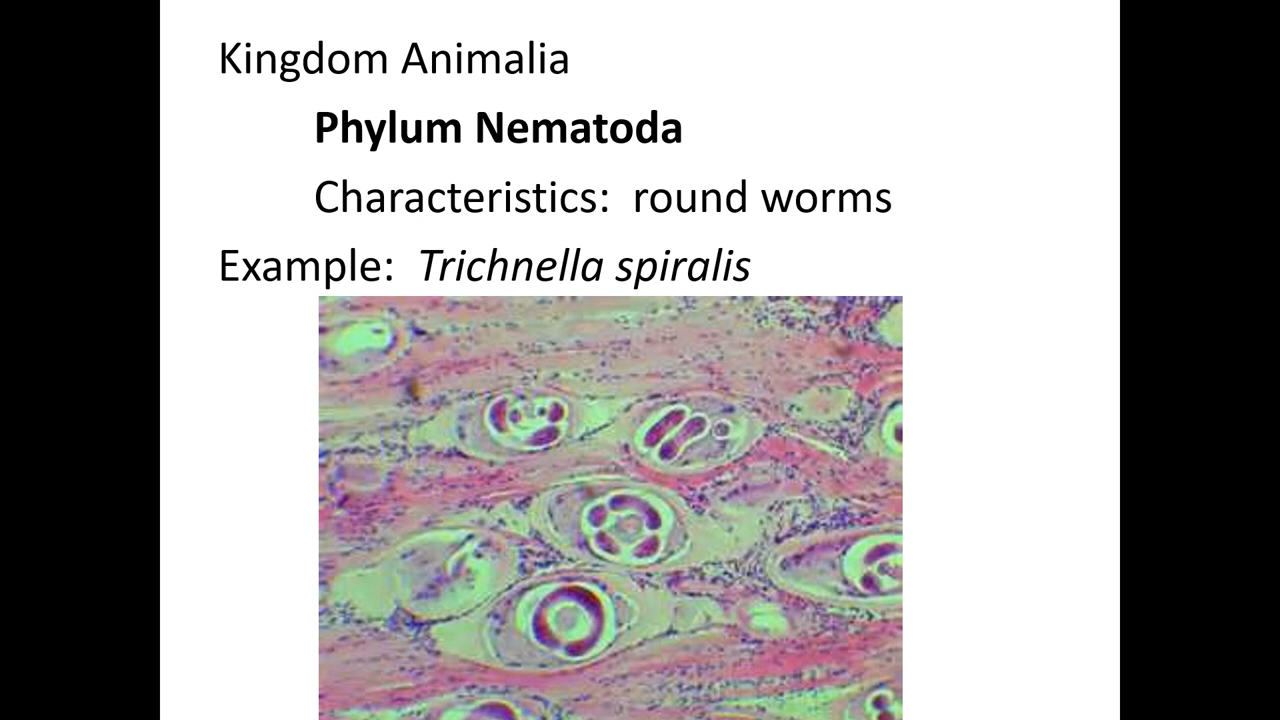 Kingdom Animalia
Phylum Nematoda
Characteristics:  round worms
Example:  Trichnella spiralis